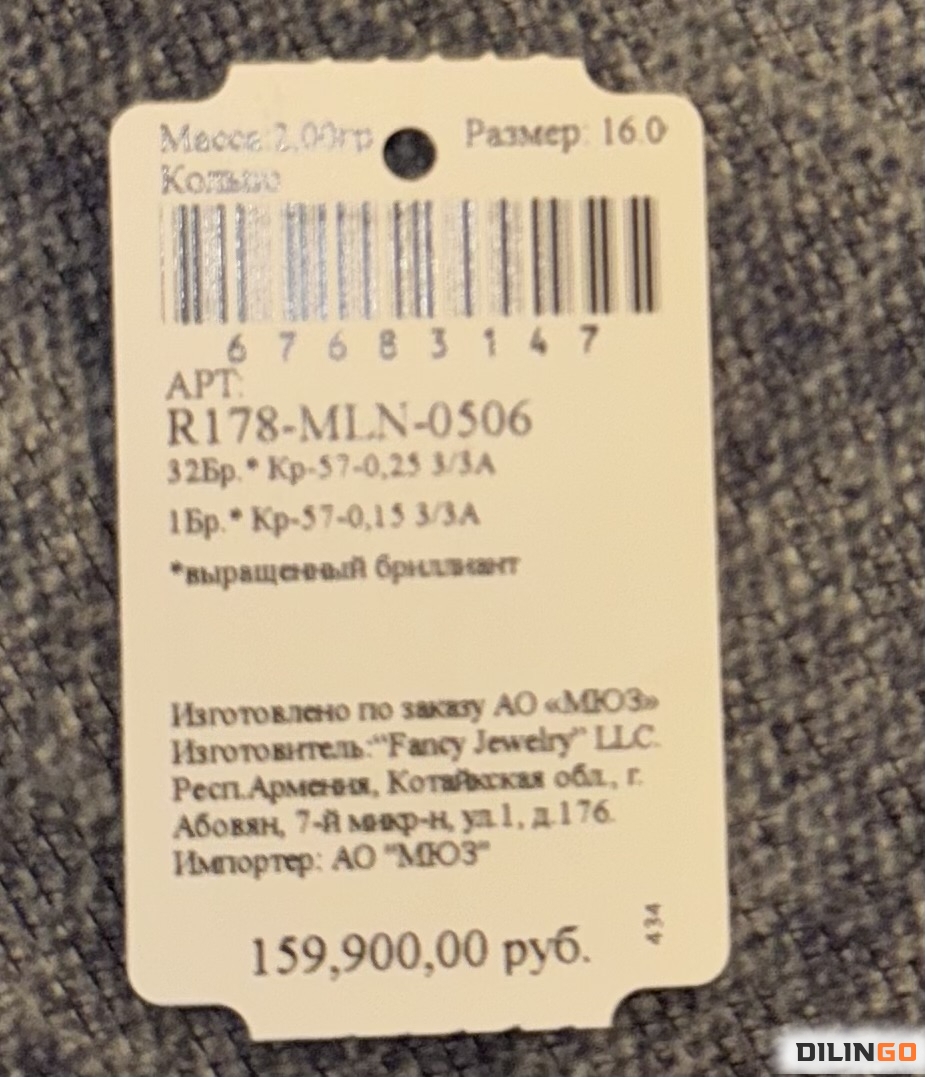 Масса:2,00гр Размер: 16.0
Кольцо
67683147
АРТ:
R178-MLN-0506
32Бр.* Кр-57-0,25 3/3А
1Бр.* Кр-57-0,15 3/3А
*выращенный бриллиант
Изготовлено по заказу АО «МЮЗ»
Изготовитель:"Fancy Jewelry" LLC.
Респ.Армения, Котайкская обл., г.
Абовян, 7-й микр-н, ул.1, д.176.
Импортер: АО "МЮЗ"
434
159,900,00 руб.
DILINGO